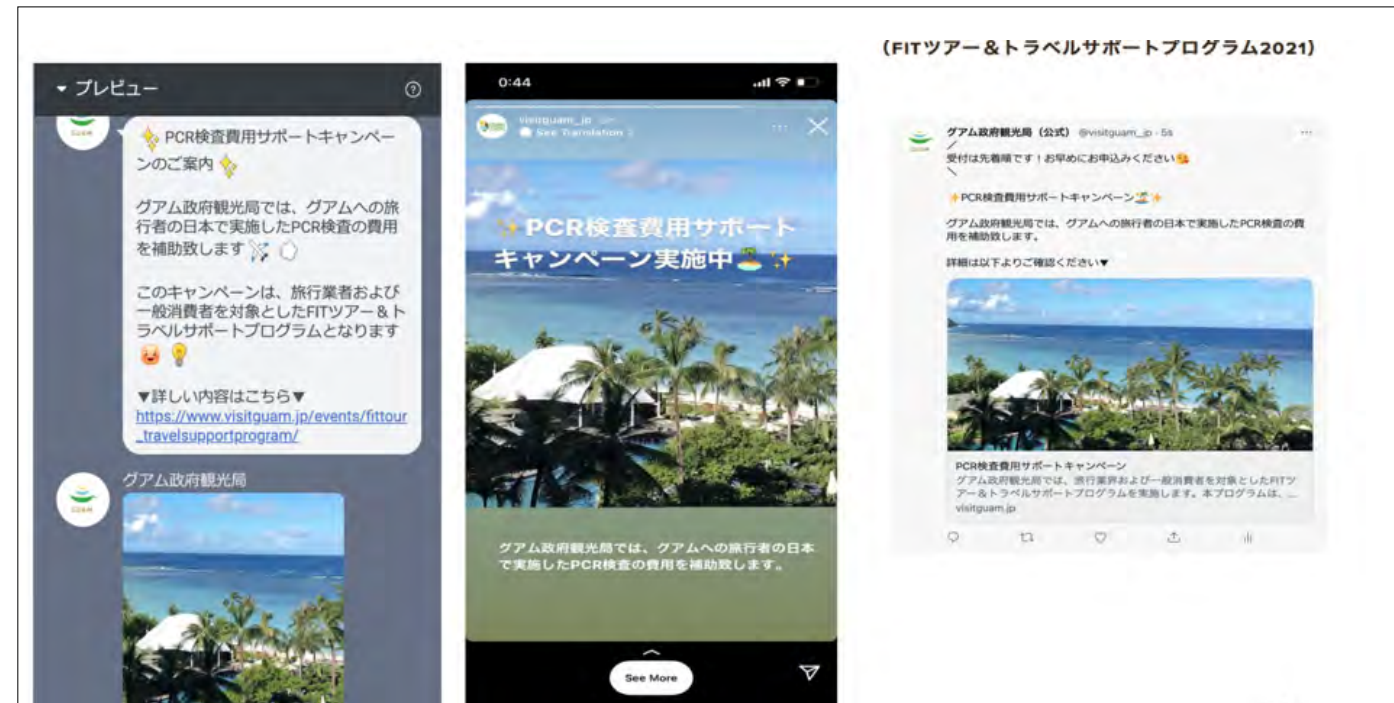 (FITツアー＆トラベルサポートプログラム2021)
プレビュー
PCR検査費用サポートキャンペー
ンのご案内
グアム政府観光局では、グアムへの旅
行者の日本で実施したPCR検査の費用
を補助致します
このキャンペーンは、旅行業者および
一般消費者を対象としたFITツアー＆ト
ラベルサポートプログラムとなります
▼詳しい内容はこちら▼
https://www.visitguam.jp/events/fittour
_travelsupportprogram/
グアム政府観光局
GUAM
0:44
visitguam_jp
See Translation
✨PCR検査費用サポート
キャンペーン実施中🏝✨
グアム政府観光局では、グアムへの旅行者の日本
で実施したPCR検査の費用を補助致します。
See More
グアム政府観光局（公式） @visitguam_jp · 5s
／
受付は先着順です！お早めにお申込みください
＼
✨PCR検査費用サポートキャンペーン🏝✨
グアム政府観光局では、グアムへの旅行者の日本で実施したPCR検査の費
用を補助致します。
詳細は以下よりご確認ください▼
PCR検査費用サポートキャンペーン
グアム政府観光局では、旅行業界および一般消費者を対象としたFITツ
アー＆トラベルサポートプログラムを実施します。本プログラムは、...
visitguam.jp